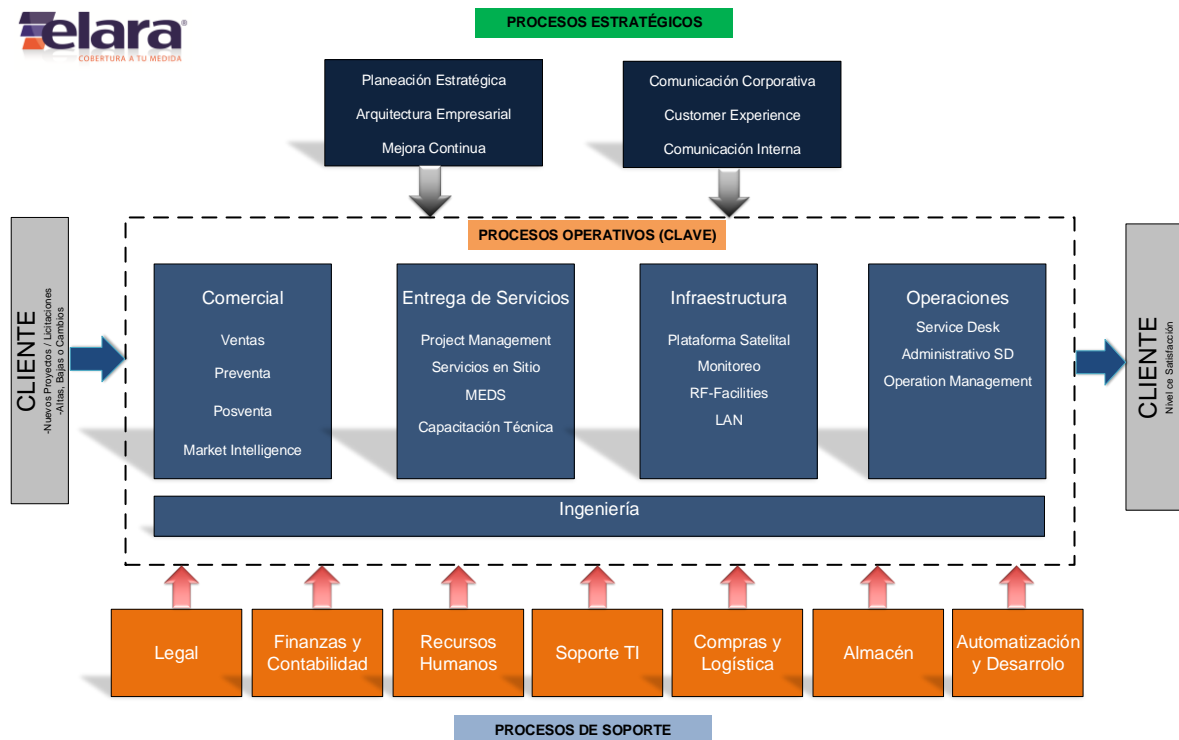 elara®
COBERTURA A TU MEDIDA
PROCESOS ESTRATÉGICOS
Planeación Estratégica
Arquitectura Empresarial
Mejora Continua
Comunicación Corporativa
Customer Experience
Comunicación Interna
CLIENTE
-Nuevos Proyectos / Licitaciones
-Altas, Bajas o Cambios
PROCESOS OPERATIVOS (CLAVE)
Comercial
Ventas
Preventa
Posventa
Market Intelligence
Entrega de Servicios
Project Management
Servicios en Sitio
MEDS
Capacitación Técnica
Infraestructura
Plataforma Satelital
Monitoreo
RF-Facilities
LAN
Operaciones
Service Desk
Administrativo SD
Operation Management
Ingeniería
CLIENTE
Nivel de Satisfacción
Legal
Finanzas y
Contabilidad
Recursos
Humanos
Soporte TI
Compras y
Logística
Almacén
Automatización
y Desarrolo
PROCESOS DE SOPORTE